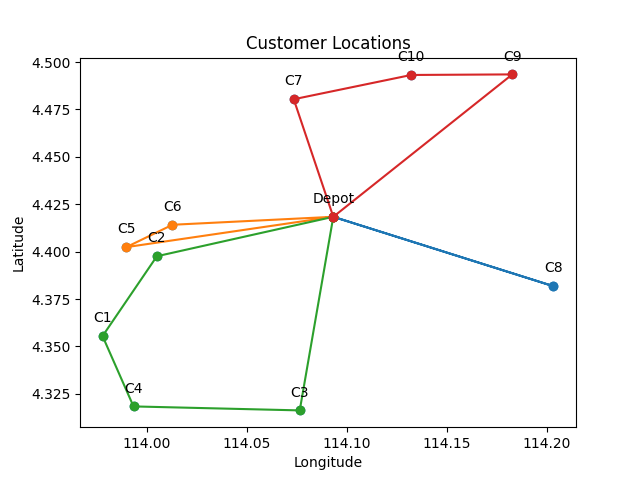 Customer Locations
4.500
4.475
4.450
4.425
4.400
4.375
4.350
4.325
Latitude
C10
C9
C7
Depot
C6
C5
C2
C8
C1
C4
C3
114.00
114.05
114.10
114.15
114.20
Longitude